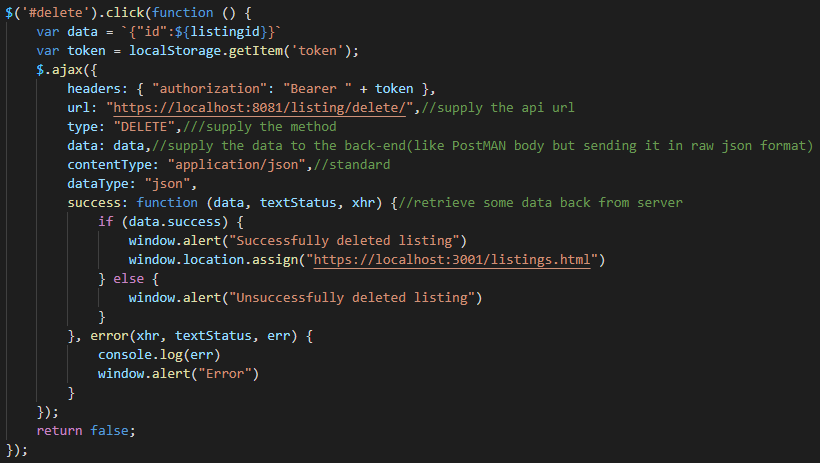 $('#delete').click(function () {
    var data = `{"id":${listingid}}`
    var token = localStorage.getItem('token');
    $.ajax({
        headers: { "authorization": "Bearer " + token },
        url: "https://localhost:8081/listing/delete/",//supply the api url
        type: "DELETE",///supply the method
        data: data,//supply the data to the back-end(like PostMAN body but sending it in raw json format)
        contentType: "application/json",//standard
        dataType: "json",
        success: function (data, textStatus, xhr) {//retrieve some data back from server
            if (data.success) {
                window.alert("Successfully deleted listing")
                window.location.assign("https://localhost:3001/listings.html")
            } else {
                window.alert("Unsuccessfully deleted listing")
            }
        }, error(xhr, textStatus, err) {
            console.log(err)
            window.alert("Error")
        }
    });
    return false;
});